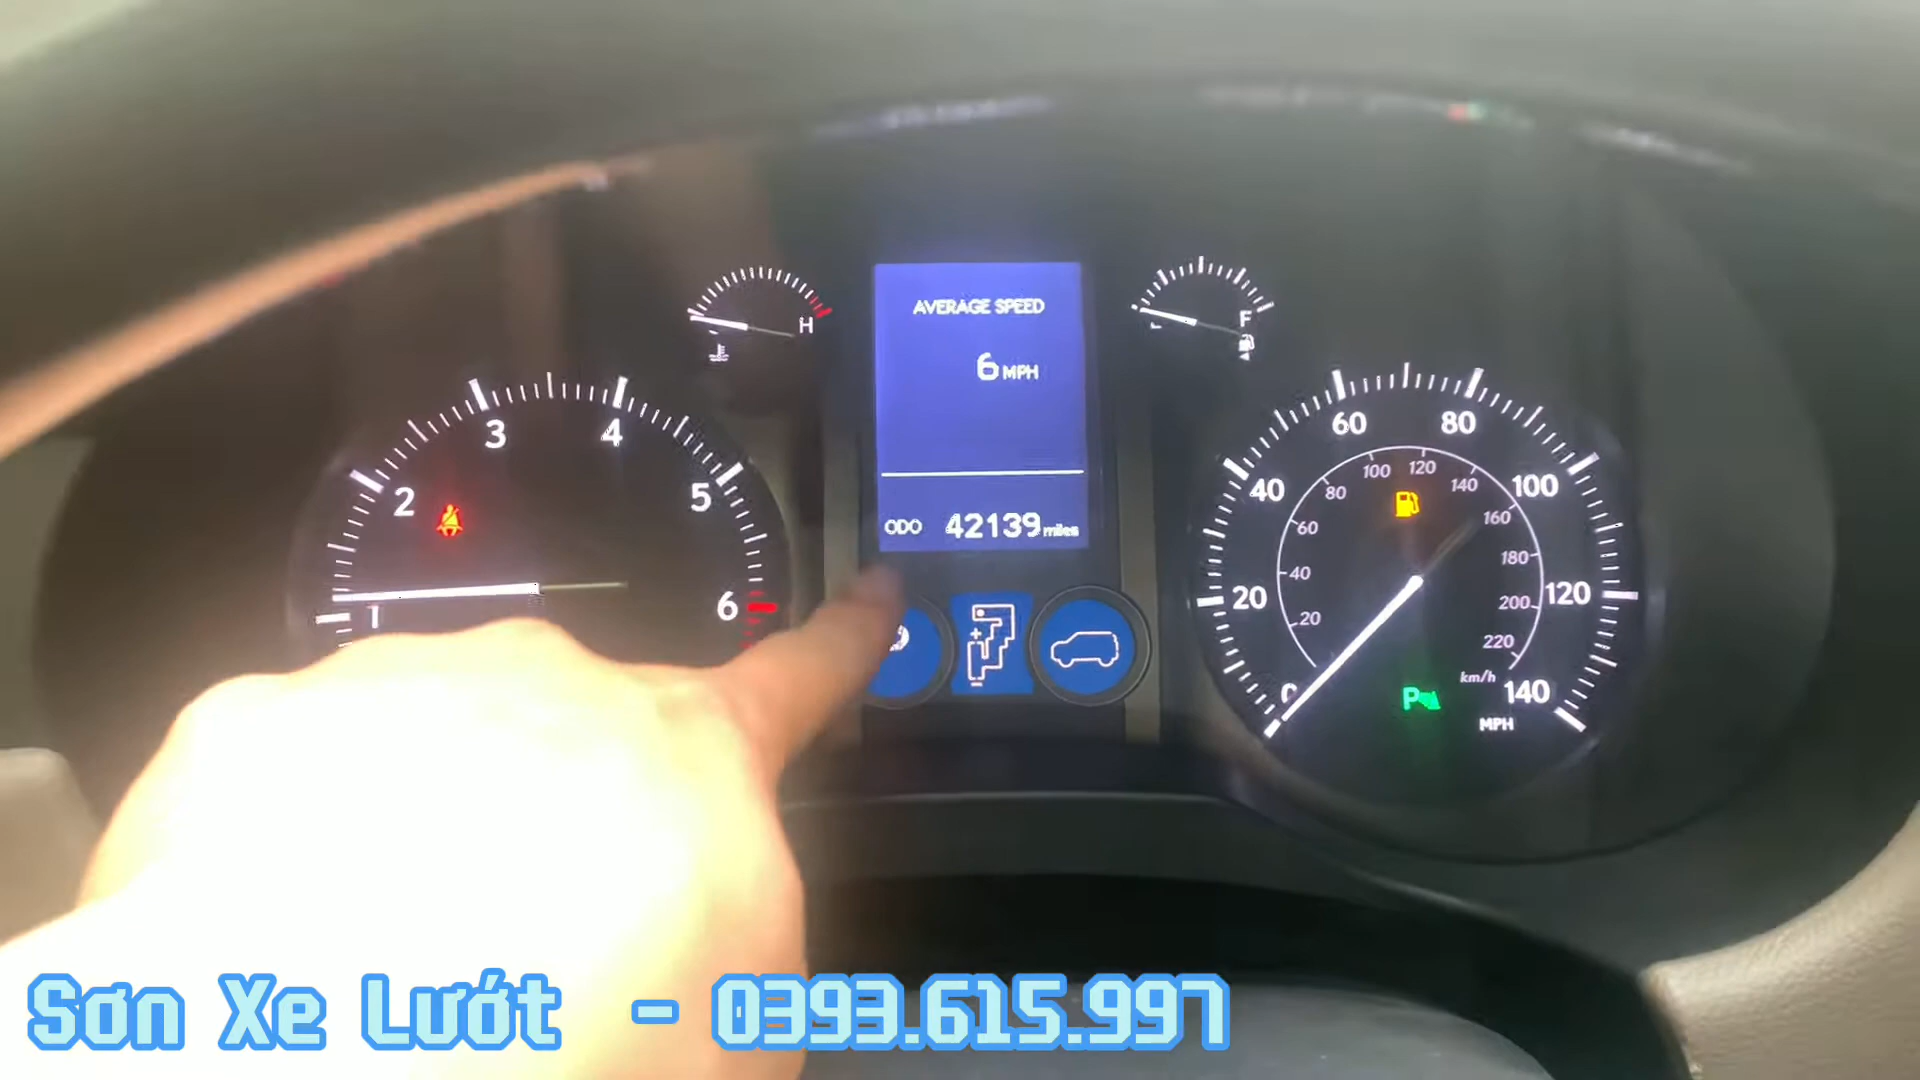 AVERAGE SPEED
6 MPH
ODO 42139 miles
H
F
1 2 3 4 5 6
0 20 40 60 80 100 120 140
MPH
20 40 60 80 100 120 140 160 180 200 220
km/h
P
Sơn Xe Lướt - 0393.615.997